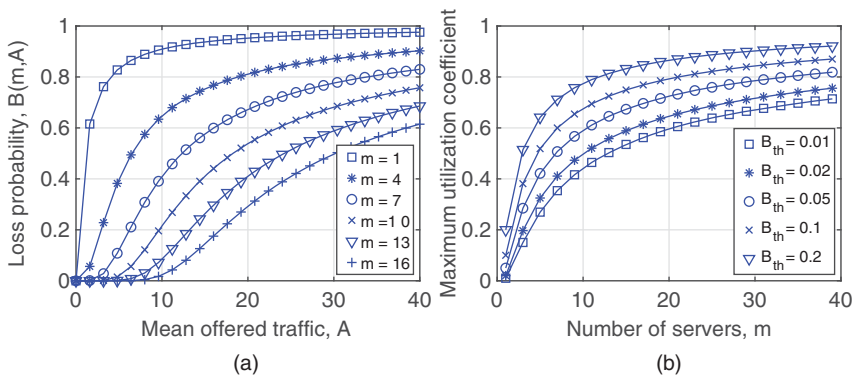 Loss probability, B(m,A)
1
0.8
0.6
0.4
0.2
0
0
10
20
30
40
m = 1
m = 4
m = 7
m =1 0
m = 13
m = 16
Mean offered traffic, A
(a)
Maximum utilization coefficient
1
0.8
0.6
0.4
0.2
0
0
10
20
30
40
B_th = 0.01
B_th = 0.02
B_th = 0.05
B_th = 0.1
B_th = 0.2
Number of servers, m
(b)